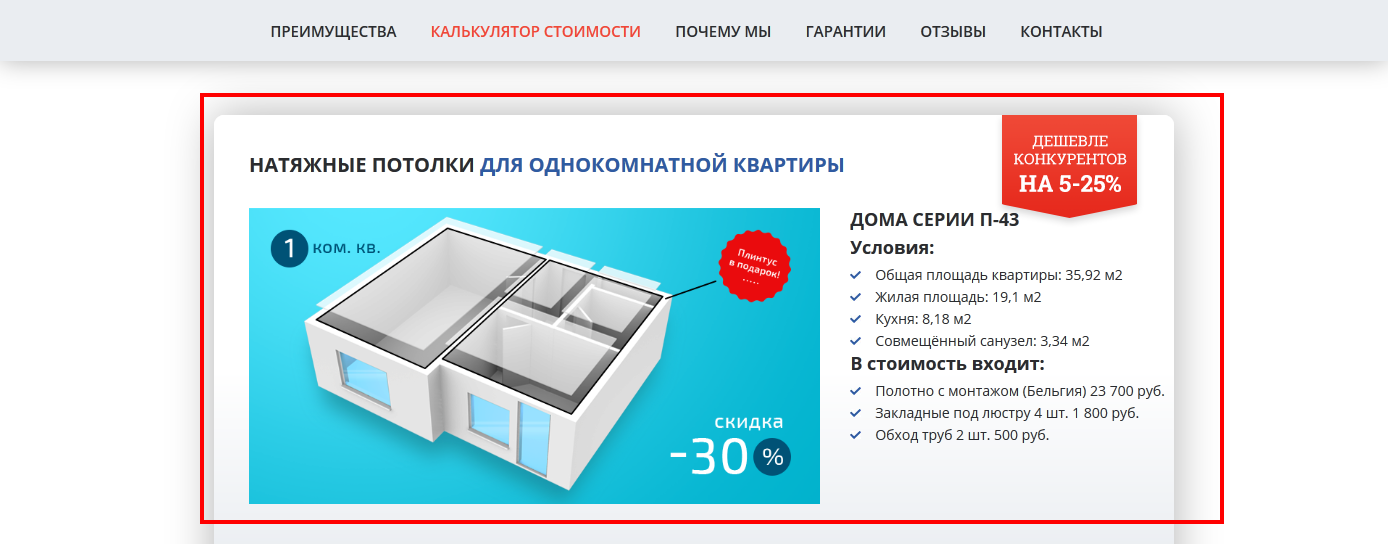 ПРЕИМУЩЕСТВА КАЛЬКУЛЯТОР СТОИМОСТИ ПОЧЕМУ МЫ ГАРАНТИИ ОТЗЫВЫ КОНТАКТЫ
НАТЯЖНЫЕ ПОТОЛКИ ДЛЯ ОДНОКОМНАТНОЙ КВАРТИРЫ
ДЕШЕВЛЕ
КОНКУРЕНТОВ
НА 5-25%
1 КОМ. КВ.
Плинтус
в подарок!
.....
скидка
-30 %
ДОМА СЕРИИ П-43
Условия:
Общая площадь квартиры: 35,92 м2
Жилая площадь: 19,1 м2
Кухня: 8,18 м2
Совмещённый санузел: 3,34 м2
В стоимость входит:
Полотно с монтажом (Бельгия) 23 700 руб.
Закладные под люстру 4 шт. 1 800 руб.
Обход труб 2 шт. 500 руб.